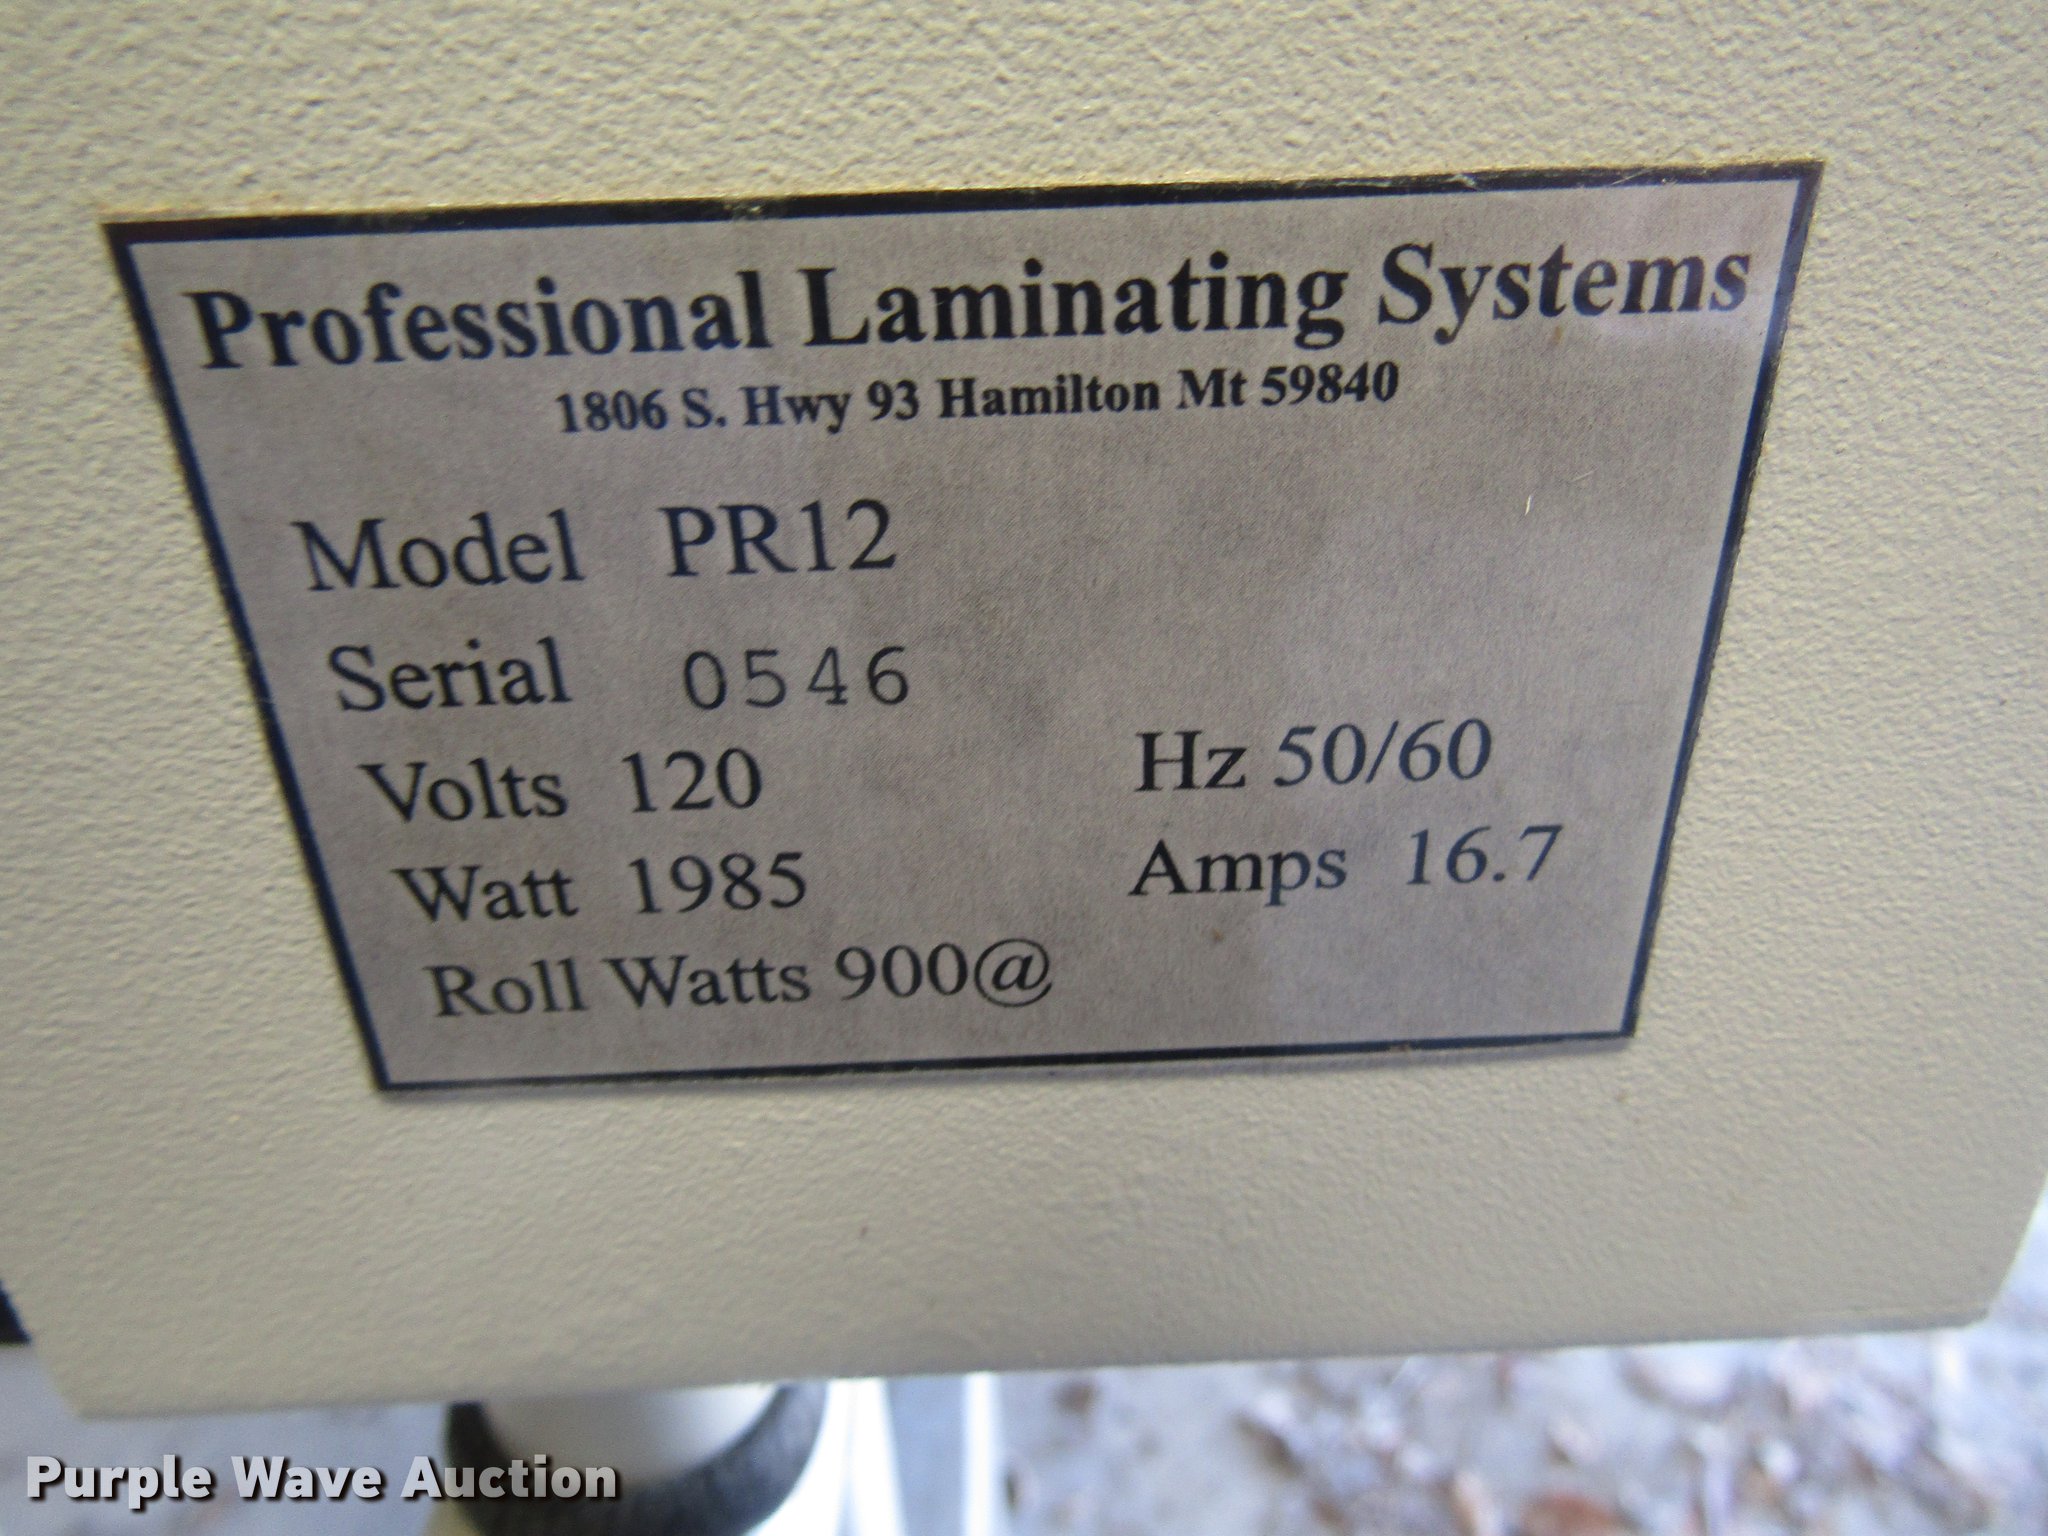 Professional Laminating Systems
1806 S. Hwy 93 Hamilton Mt 59840
Model PR12
Serial 0546
Volts 120 Hz 50/60
Watt 1985 Amps 16.7
Roll Watts 900@
Purple Wave Auction